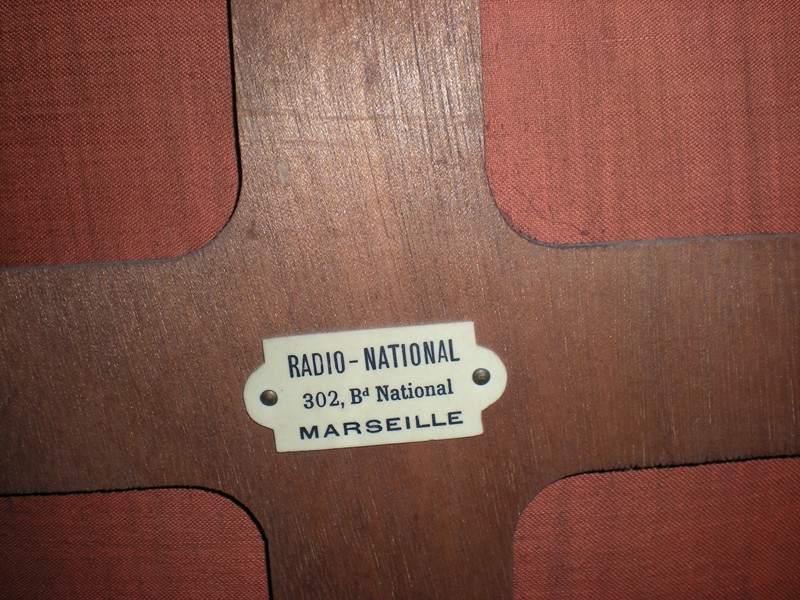 RADIO-NATIONAL
302, Bᵈ National
MARSEILLE